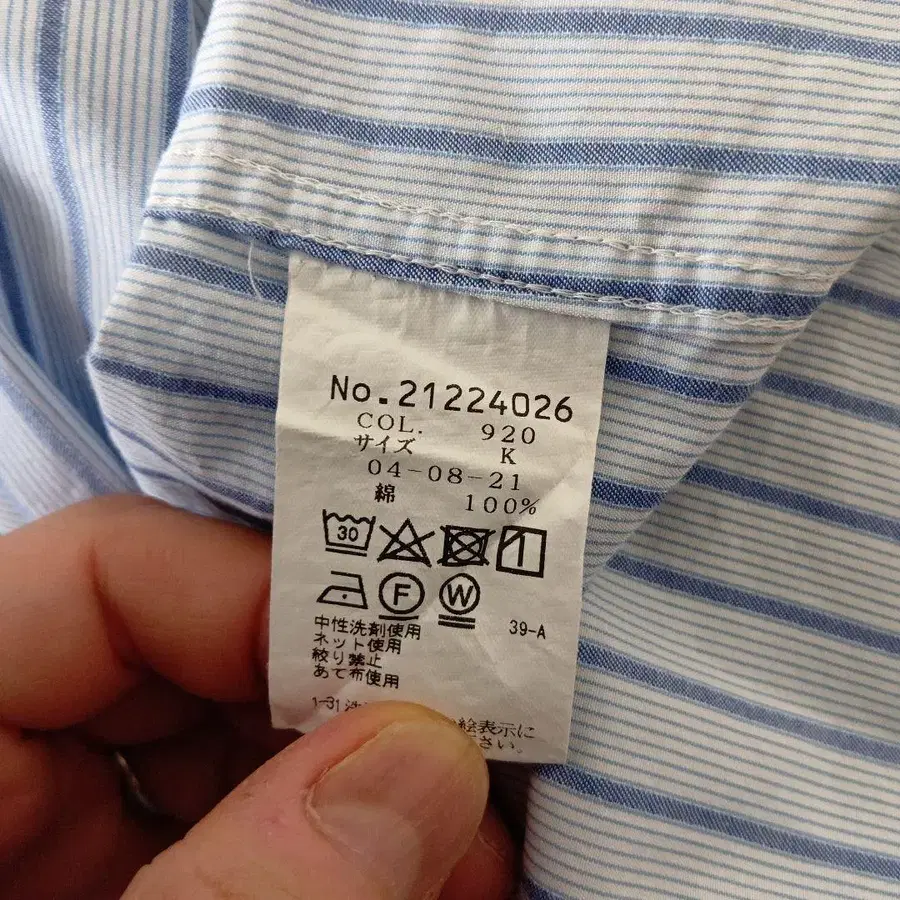 No.21224026
COL. 920
サイズ K
04-08-21
綿 100%
30
F W
中性洗剤使用
ネット使用
絞り禁止
あて布使用
39-A
1-31
絵表示に
さい。